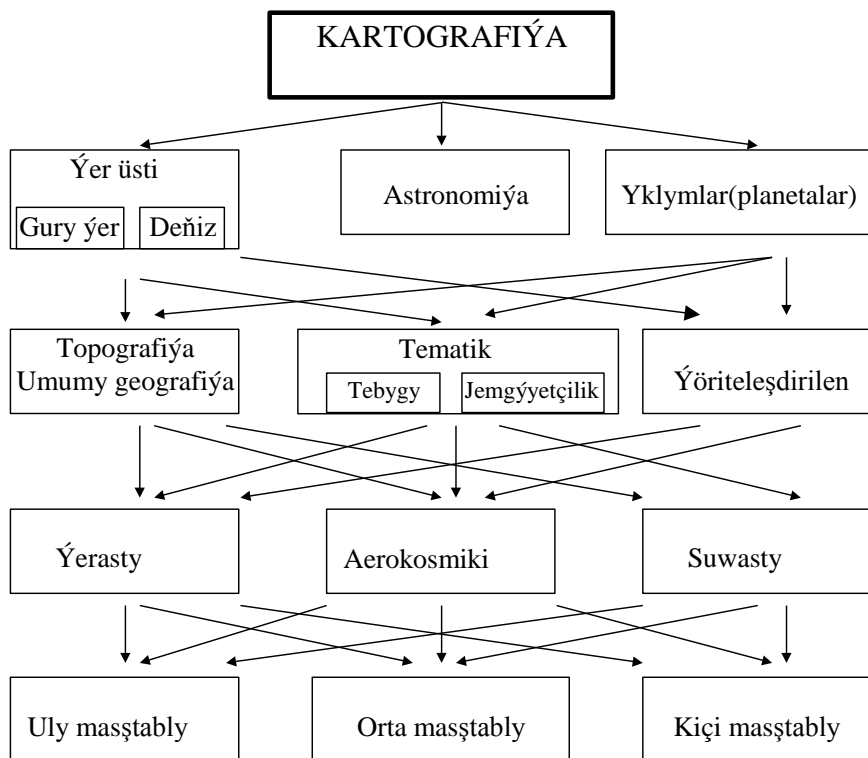 KARTOGRAFIÝA
Ýer üsti
Gury ýer
Deňiz
Astronomiýa
Yklymlar(planetalar)
Topografiýa
Umumy geografiýa
Tematik
Tebygy
Jemgýyetçilik
Ýöriteleşdirilen
Ýerasty
Aerokosmiki
Suwasty
Uly masştably
Orta masştably
Kiçi masştably